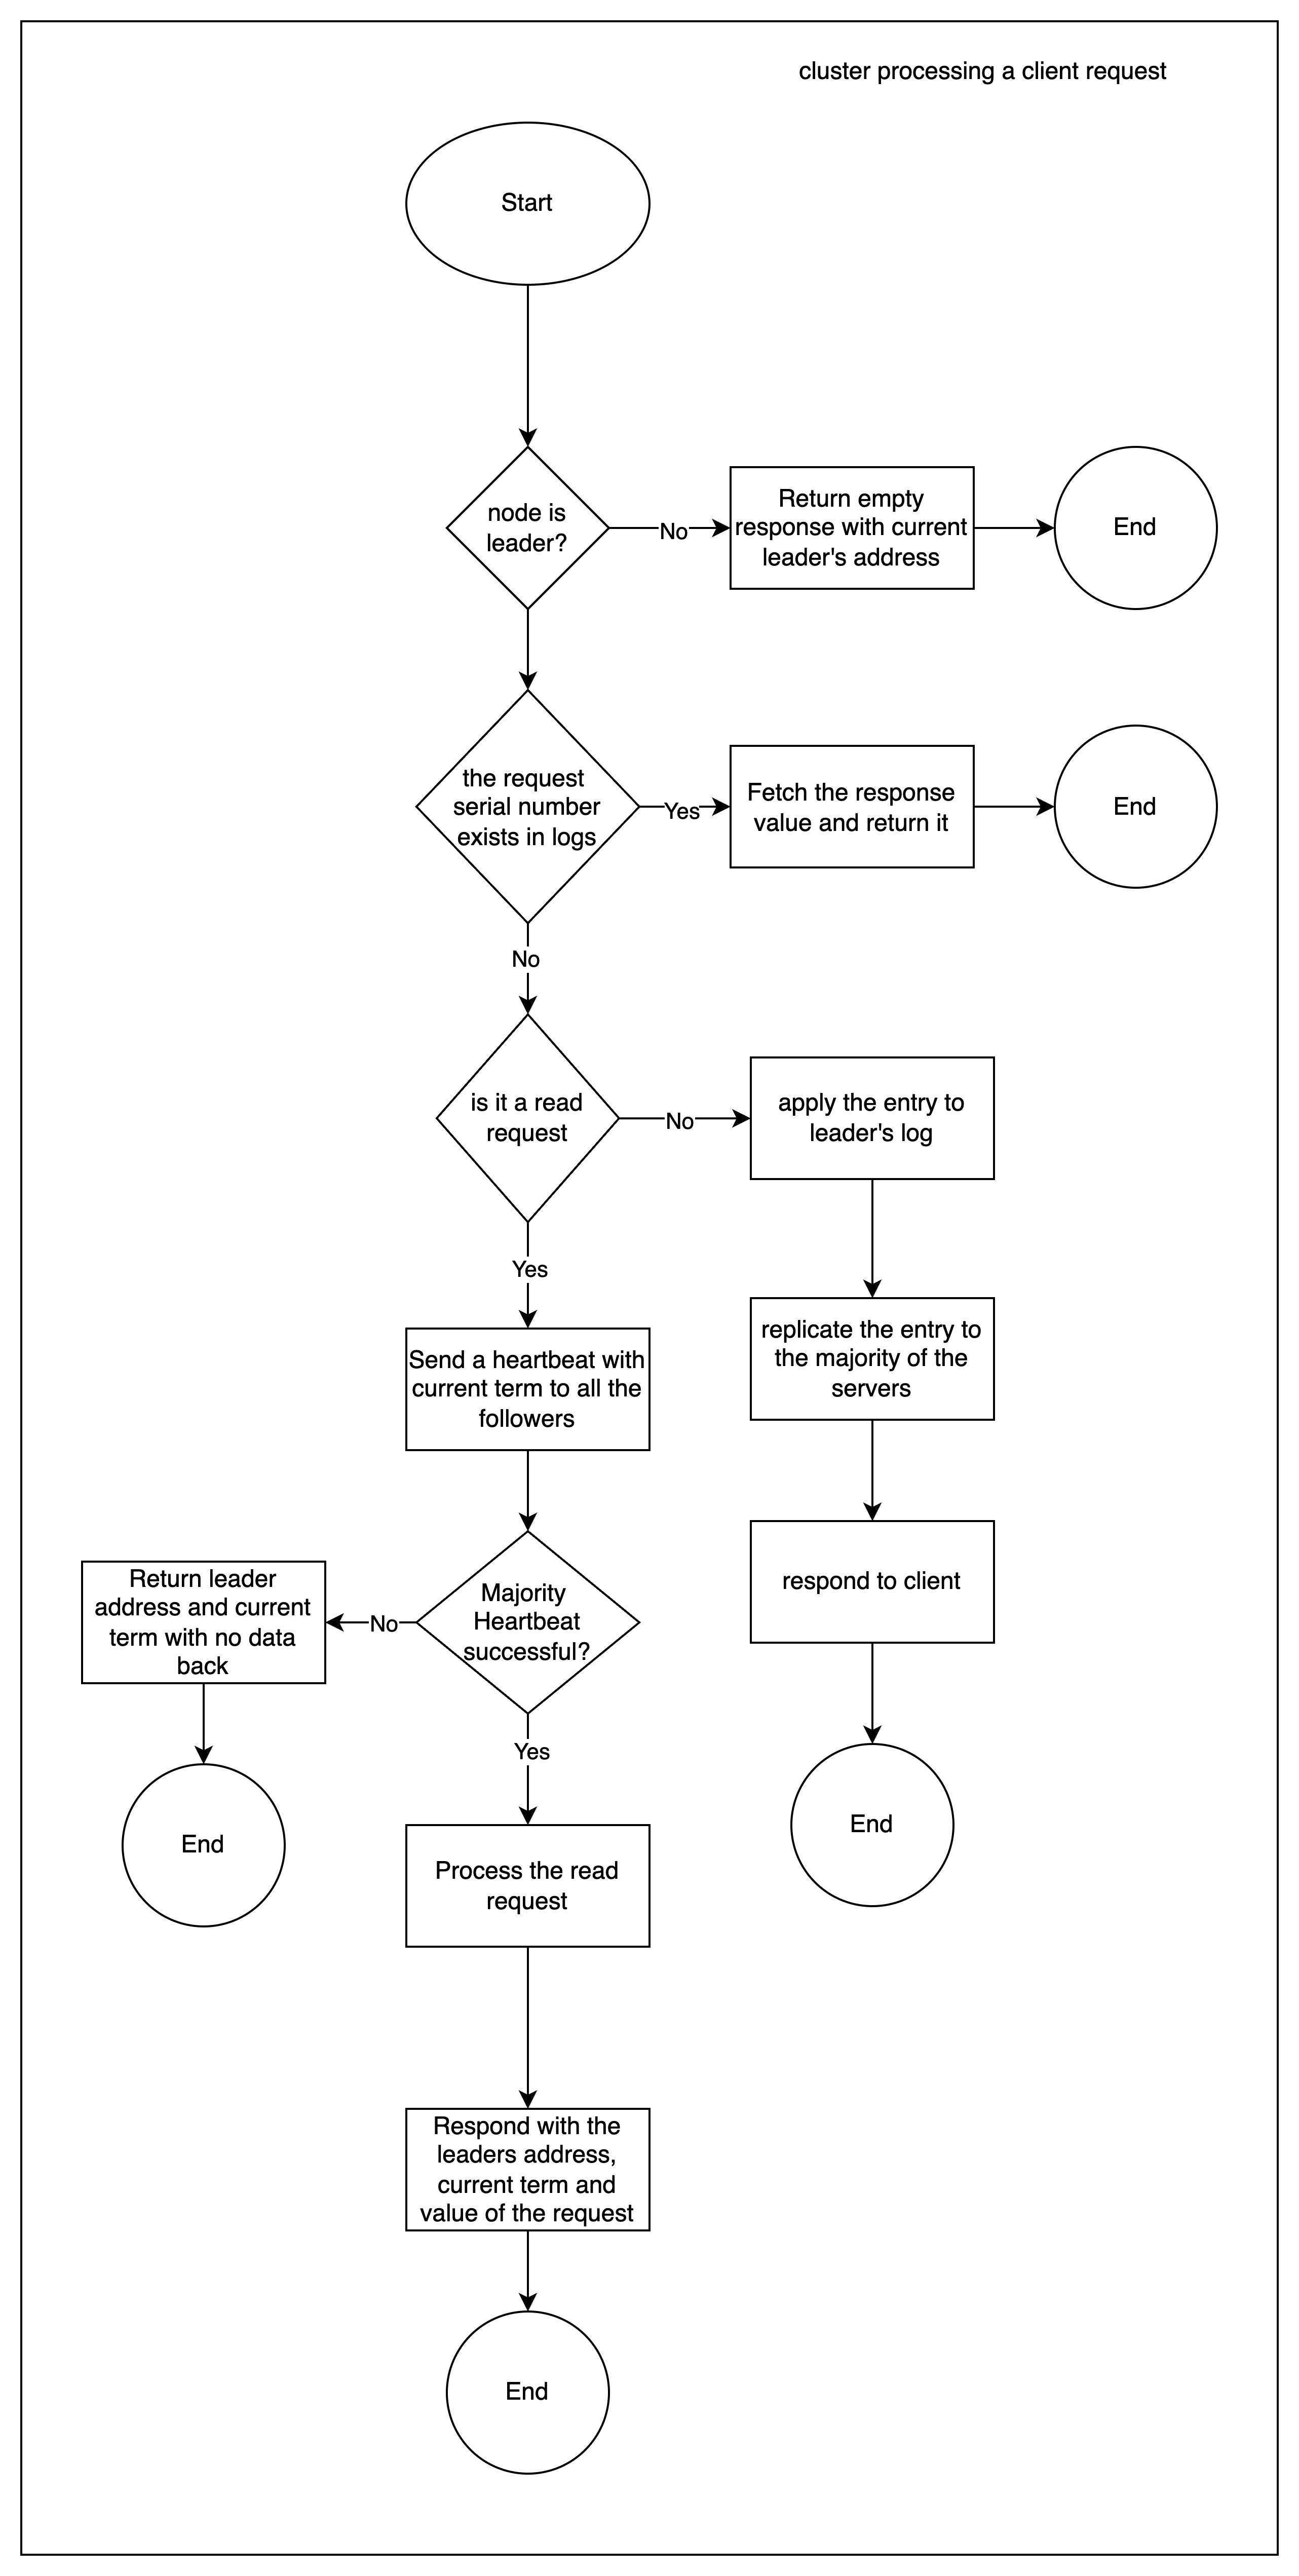 cluster processing a client request
Start
node is
leader?
No
Return empty
response with current
leader's address
End
the request
serial number
exists in logs
Yes
Fetch the response
value and return it
End
No
is it a read
request
No
apply the entry to
leader's log
Yes
Send a heartbeat with
current term to all the
followers
replicate the entry to
the majority of the
servers
Majority
Heartbeat
successful?
No
Return leader
address and current
term with no data
back
End
respond to client
End
Yes
Process the read
request
Respond with the
leaders address,
current term and
value of the request
End